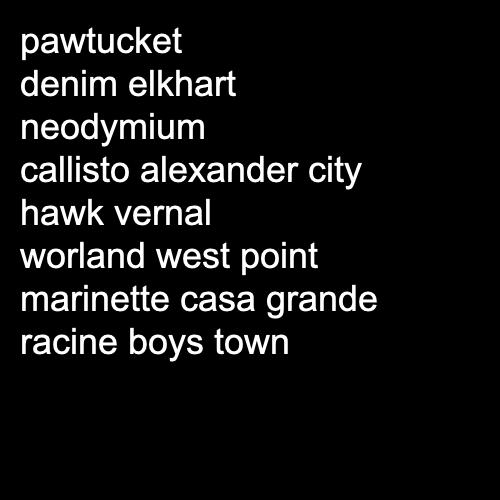 pawtucket
denim elkhart
neodymium
callisto alexander city
hawk vernal
worland west point
marinette casa grande
racine boys town